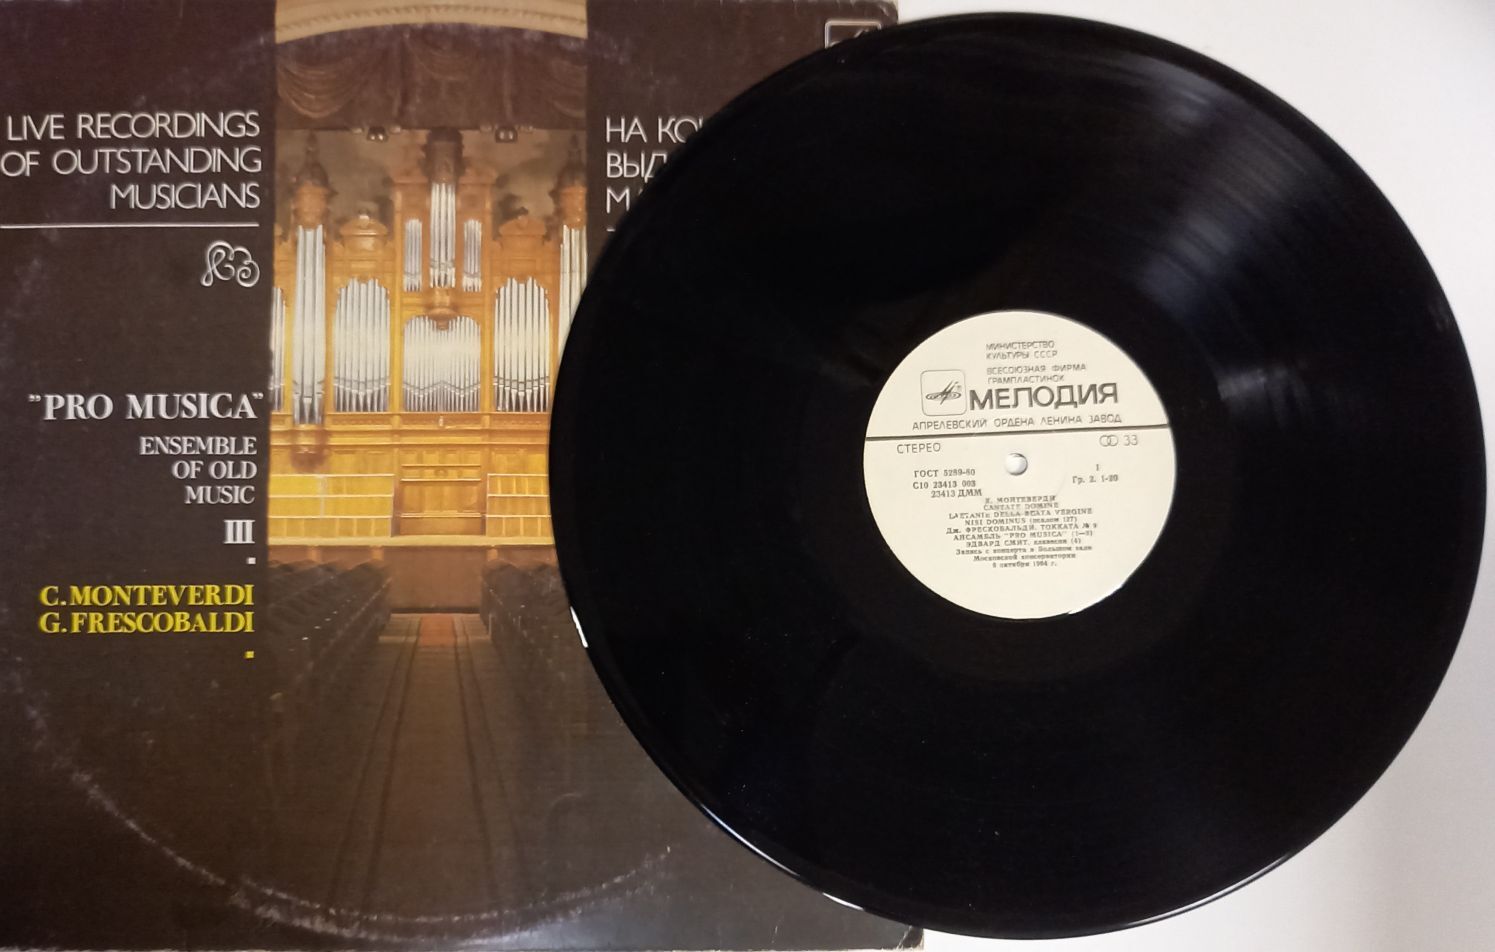 LIVE RECORDINGS
OF OUTSTANDING
MUSICIANS
"PRO MUSICA"
ENSEMBLE
OF OLD
MUSIC
III
C. MONTEVERDI
G. FRESCOBALDI
НА
МИНИСТЕРСТВО
КУЛЬТУРЫ СССР
ВСЕСОЮЗНАЯ ФИРМА
ГРАМПЛАСТИНОК
МЕЛОДИЯ
АПРЕЛЕВСКИЙ ОРДЕНА ЛЕНИНА ЗАВОД
СТЕРЕО
33
ГОСТ 5289-80
С10 23413 003
23413 ДММ
1
Гр. 2. 1-20
К. МОНТЕВЕРДИ
CANTATE DOMINE
LAETANIE DELLA BEATA VERGINE
NISI DOMINUS (псалом 127)
Дж. ФРЕСКОБАЛЬДИ. ТОККАТА № 9
АНСАМБЛЬ "PRO MUSICA" (1—3)
ЭДВАРД СМИТ, клавесин (4)
Запись с концерта в Большом зале
Московской консерватории
6 октября 1984 г.